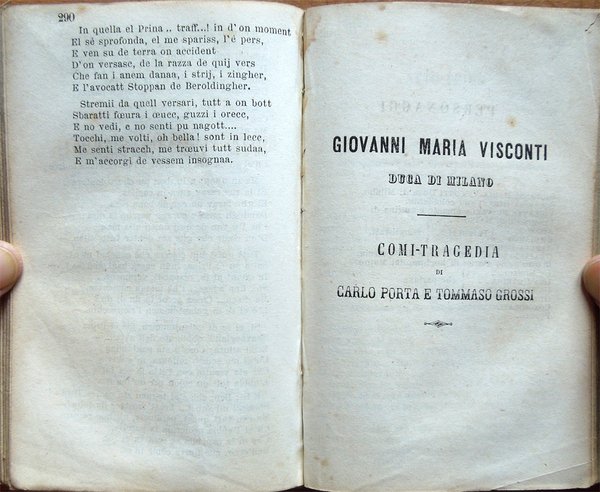 290
In quella el Prina .. traff...! in d'on moment
El sé sprofonda, el me spariss, l'é pers,
E ven su de terra on accident
D'on versasc, de la razza de quij vers
Che fan i anem danaa, i strij, i zingher,
E l'avocatt Stoppan de Beroldingher.
Stremii da quell versari, tutt a on bott
Sbaratti fœura i œucc, guzzi i orecc,
E no vedi, e no senti pu nagott....
Tocchi, me volti, oh bella! sont in lecc,
Me senti stracch, me trœuvi tutt sudaa,
E m'accorgi de vessem insognaa.
GIOVANNI MARIA VISCONTI
DUCA DI MILANO
COMI-TRAGEDIA
DI
CARLO PORTA E TOMMASO GROSSI